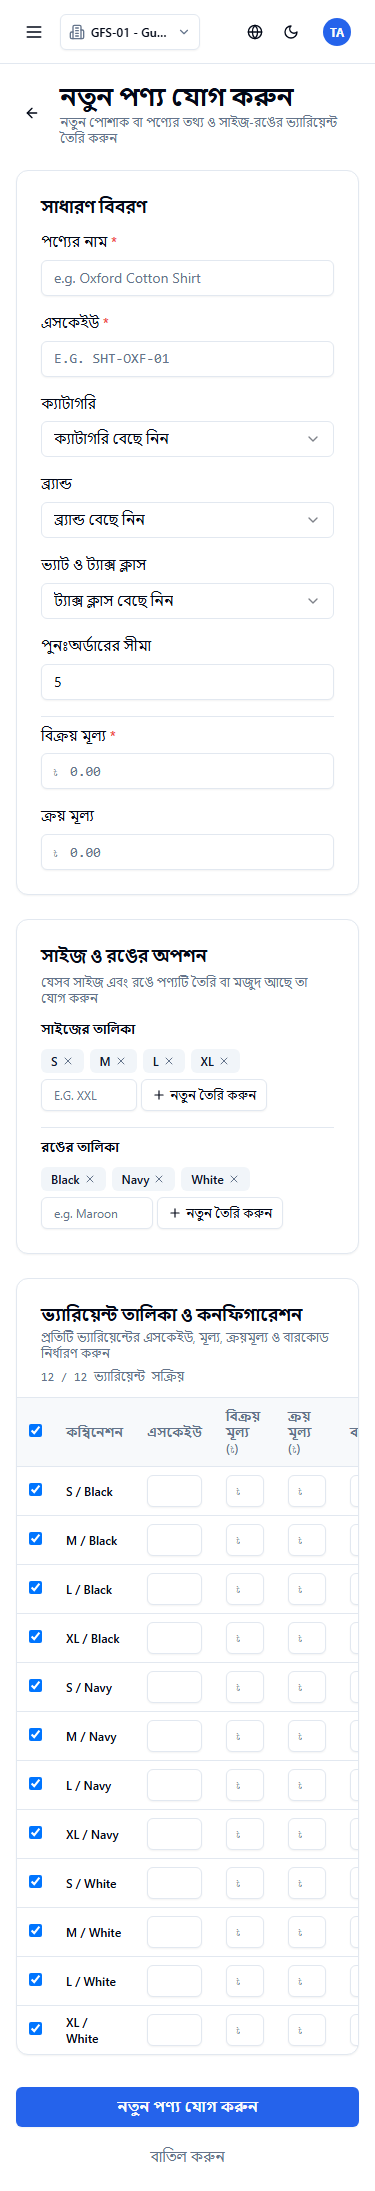 GFS-01 - Gu...
TA
নতুন পণ্য যোগ করুন
নতুন পোশাক বা পণ্যের তথ্য ও সাইজ-রঙের ভ্যারিয়েন্ট
তৈরি করুন
সাধারণ বিবরণ
পণ্যের নাম *
e.g. Oxford Cotton Shirt
এসকেইউ *
E.G. SHT-OXF-01
ক্যাটাগরি
ক্যাটাগরি বেছে নিন
ব্র্যান্ড
ব্র্যান্ড বেছে নিন
ভ্যাট ও ট্যাক্স ক্লাস
ট্যাক্স ক্লাস বেছে নিন
পুনঃঅর্ডারের সীমা
5
বিক্রয় মূল্য *
৳ 0.00
ক্রয় মূল্য
৳ 0.00
সাইজ ও রঙের অপশন
যেসব সাইজ এবং রঙে পণ্যটি তৈরি বা মজুদ আছে তা
যোগ করুন
সাইজের তালিকা
S M L XL
E.G. XXL + নতুন তৈরি করুন
রঙের তালিকা
Black Navy White
e.g. Maroon + নতুন তৈরি করুন
ভ্যারিয়েন্ট তালিকা ও কনফিগারেশন
প্রতিটি ভ্যারিয়েন্টের এসকেইউ, মূল্য, ক্রয়মূল্য ও বারকোড
নির্ধারণ করুন
12 / 12 ভ্যারিয়েন্ট সক্রিয়
কম্বিনেশন এসকেইউ বিক্রয় মূল্য (৳) ক্রয় মূল্য (৳)
S / Black ৳ ৳
M / Black ৳ ৳
L / Black ৳ ৳
XL / Black ৳ ৳
S / Navy ৳ ৳
M / Navy ৳ ৳
L / Navy ৳ ৳
XL / Navy ৳ ৳
S / White ৳ ৳
M / White ৳ ৳
L / White ৳ ৳
XL / White ৳ ৳
নতুন পণ্য যোগ করুন
বাতিল করুন